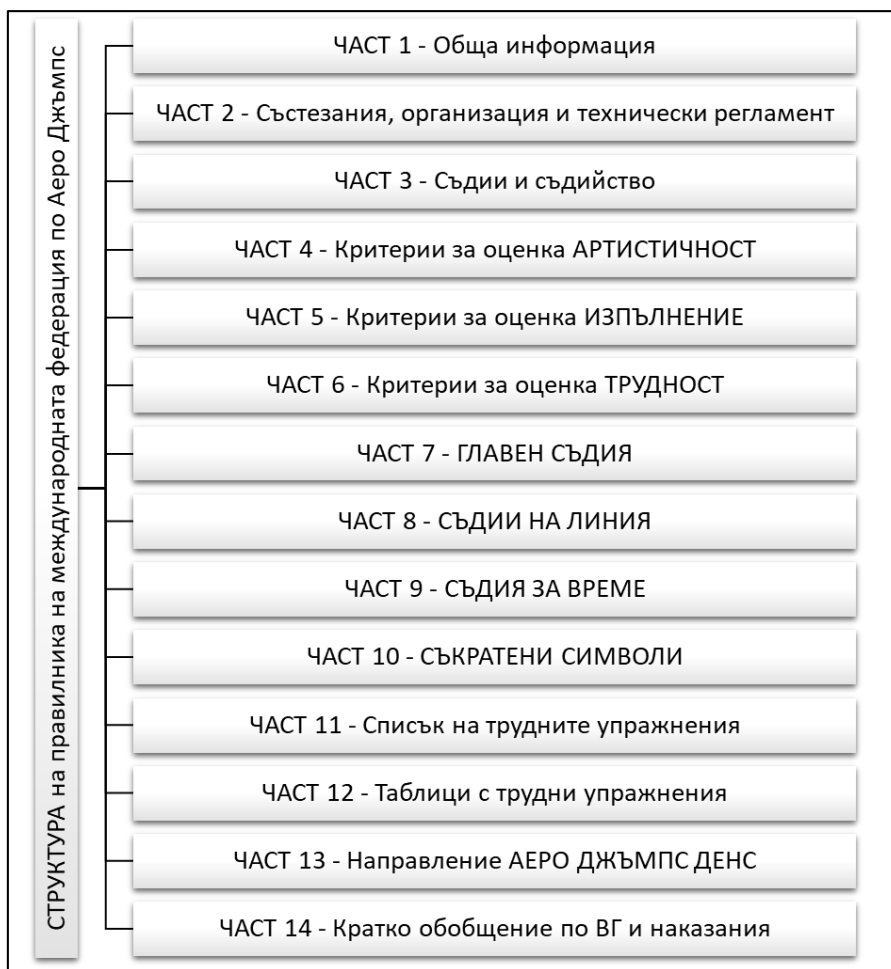 СТРУКТУРА на правилника на международната федерация по Аеро Джъмпс
ЧАСТ 1 - Обща информация
ЧАСТ 2 - Състезания, организация и технически регламент
ЧАСТ 3 - Съдии и съдийство
ЧАСТ 4 - Критерии за оценка АРТИСТИЧНОСТ
ЧАСТ 5 - Критерии за оценка ИЗПЪЛНЕНИЕ
ЧАСТ 6 - Критерии за оценка ТРУДНОСТ
ЧАСТ 7 - ГЛАВЕН СЪДИЯ
ЧАСТ 8 - СЪДИИ НА ЛИНИЯ
ЧАСТ 9 - СЪДИЯ ЗА ВРЕМЕ
ЧАСТ 10 - СЪКРАТЕНИ СИМВОЛИ
ЧАСТ 11 - Списък на трудните упражнения
ЧАСТ 12 - Таблици с трудни упражнения
ЧАСТ 13 - Направление АЕРО ДЖЪМПС ДЕНС
ЧАСТ 14 - Кратко обобщение по ВГ и наказания